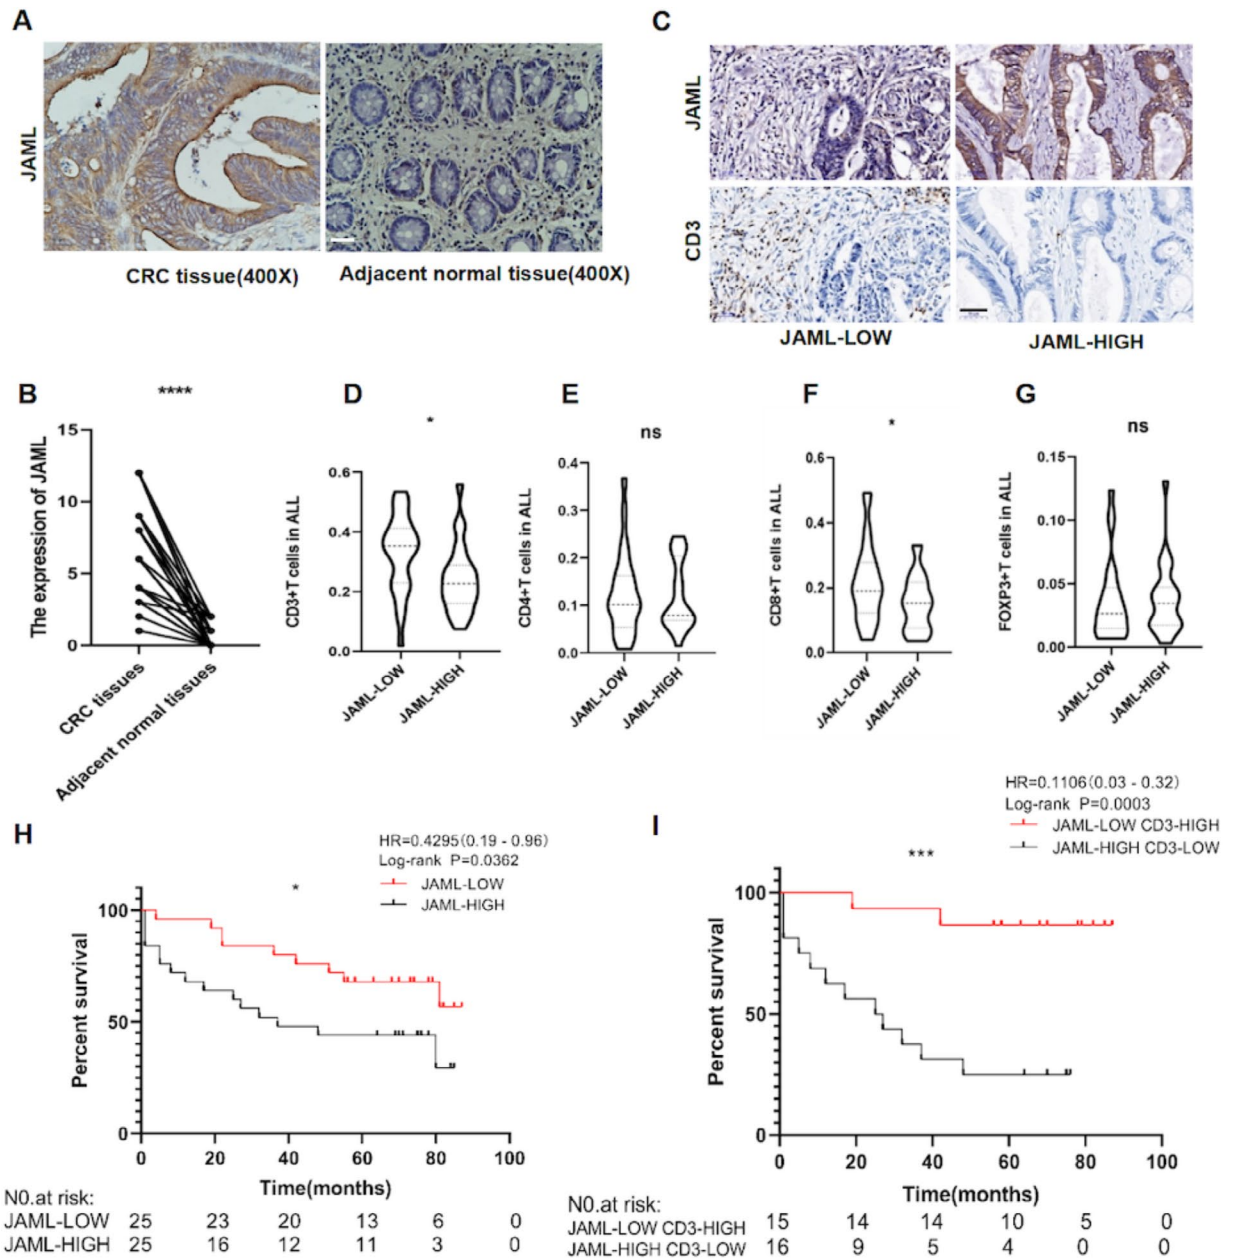 A
JAML
CRC tissue(400X)
Adjacent normal tissue(400X)
C
JAML
CD3
JAML-LOW
JAML-HIGH
B
****
The expression of JAML
15
10
5
0
CRC tissues
Adjacent normal tissues
D
*
CD3+T cells in ALL
0.6
0.4
0.2
0.0
JAML-LOW
JAML-HIGH
E
ns
CD4+T cells in ALL
0.4
0.3
0.2
0.1
0.0
JAML-LOW
JAML-HIGH
F
*
CD8+T cells in ALL
0.6
0.4
0.2
0.0
JAML-LOW
JAML-HIGH
G
ns
FOXP3+T cells in ALL
0.15
0.10
0.05
0.00
JAML-LOW
JAML-HIGH
H
HR=0.4295(0.19 - 0.96)
Log-rank P=0.0362
JAML-LOW
JAML-HIGH
*
Percent survival
100
50
0
0 20 40 60 80 100
Time(months)
N0.at risk:
JAML-LOW 25 23 20 13 6 0
JAML-HIGH 25 16 12 11 3 0
I
HR=0.1106(0.03 - 0.32)
Log-rank P=0.0003
JAML-LOW CD3-HIGH
JAML-HIGH CD3-LOW
***
Percent survival
100
50
0
0 20 40 60 80 100
Time(months)
N0.at risk:
JAML-LOW CD3-HIGH 15 14 14 10 5 0
JAML-HIGH CD3-LOW 16 9 5 4 0 0